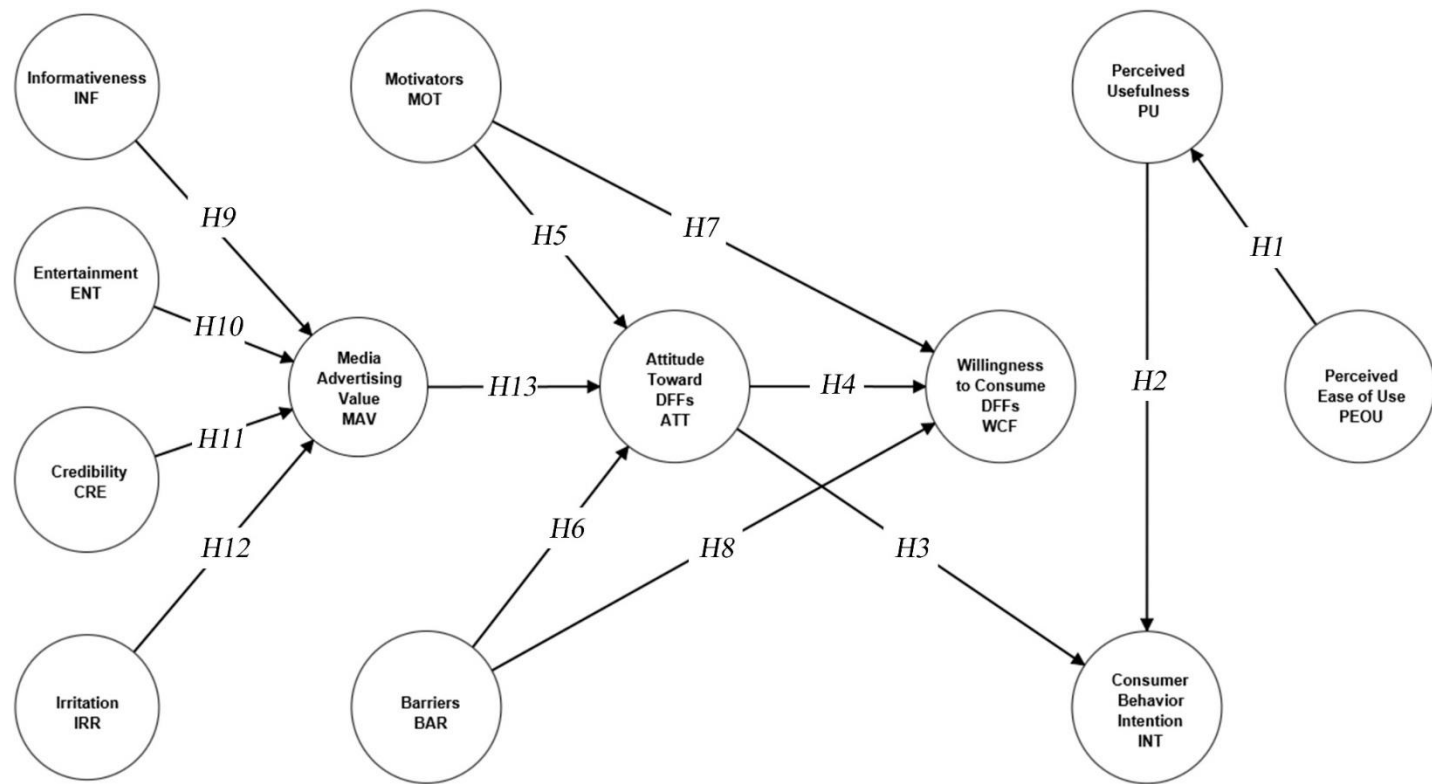 Informativeness
INF
Motivators
MOT
Perceived
Usefulness
PU
H9
H5
H7
H1
Entertainment
ENT
H10
Media
Advertising
Value
MAV
H13
Attitude
Toward
DFFs
ATT
H4
Willingness
to Consume
DFFs
WCF
H2
Perceived
Ease of Use
PEOU
Credibility
CRE
H11
H12
H6
H8
H3
Irritation
IRR
Barriers
BAR
Consumer
Behavior
Intention
INT